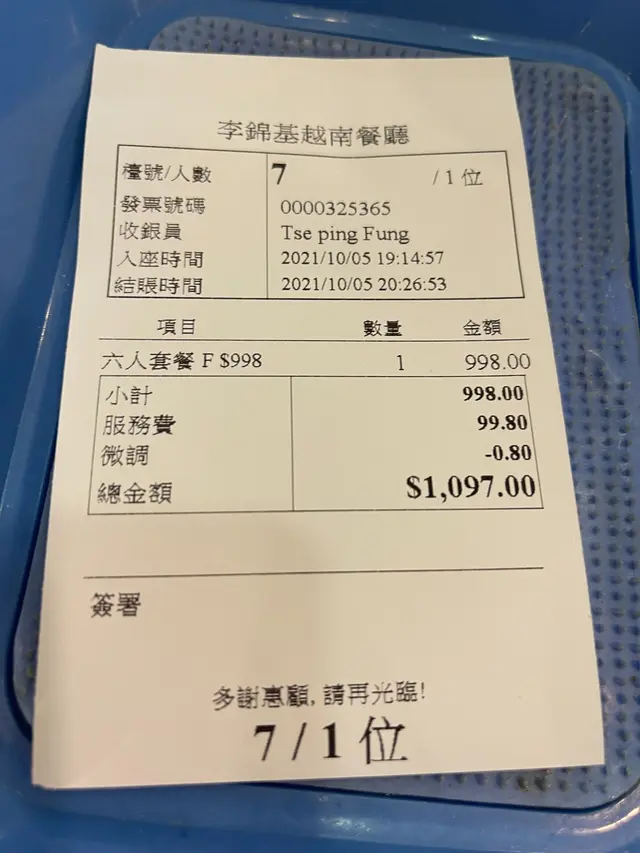 李錦基越南餐廳
檯號/人數 7 / 1 位
發票號碼 0000325365
收銀員 Tse ping Fung
入座時間 2021/10/05 19:14:57
結賬時間 2021/10/05 20:26:53
項目 數量 金額
六人套餐 F $998 1 998.00
小計 998.00
服務費 99.80
微調 -0.80
總金額 $1,097.00
簽署
多謝惠顧, 請再光臨!
7 / 1 位